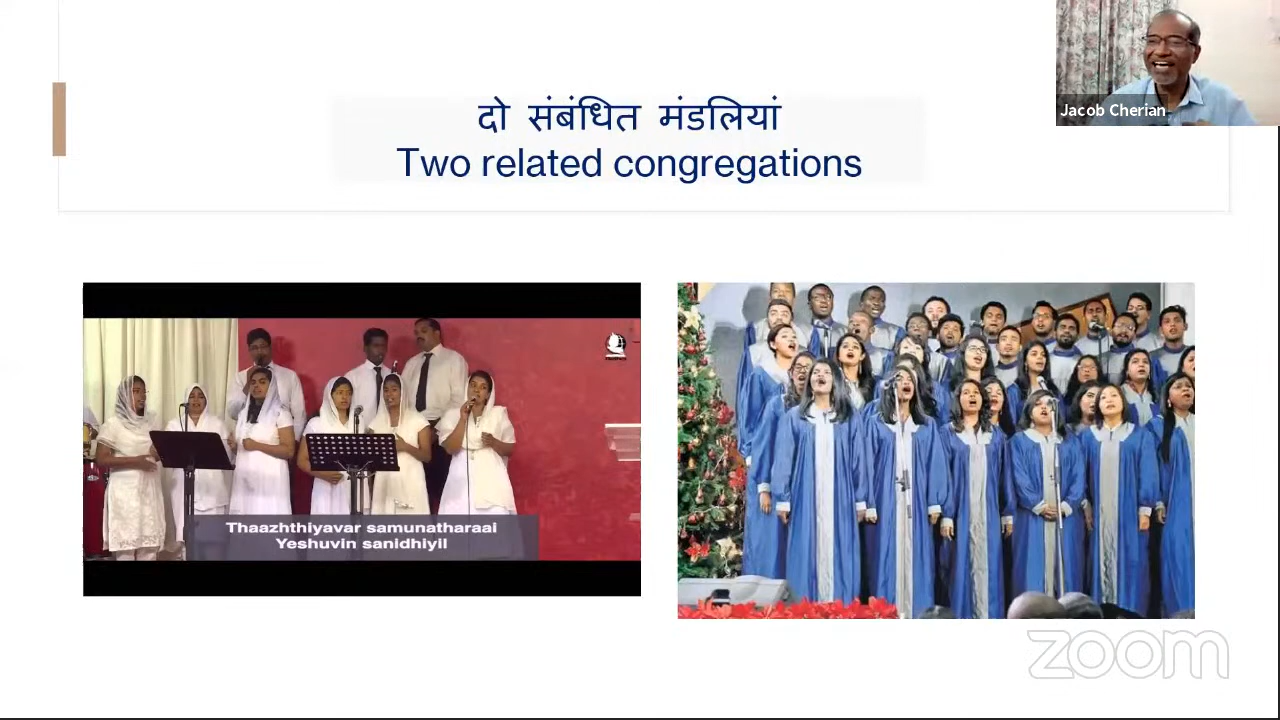 दो संबंधित मंडलियां
Two related congregations
Jacob Cherian
Thaazhthiyavar samunatharaai
Yeshuvin sanidhiyil
zoom